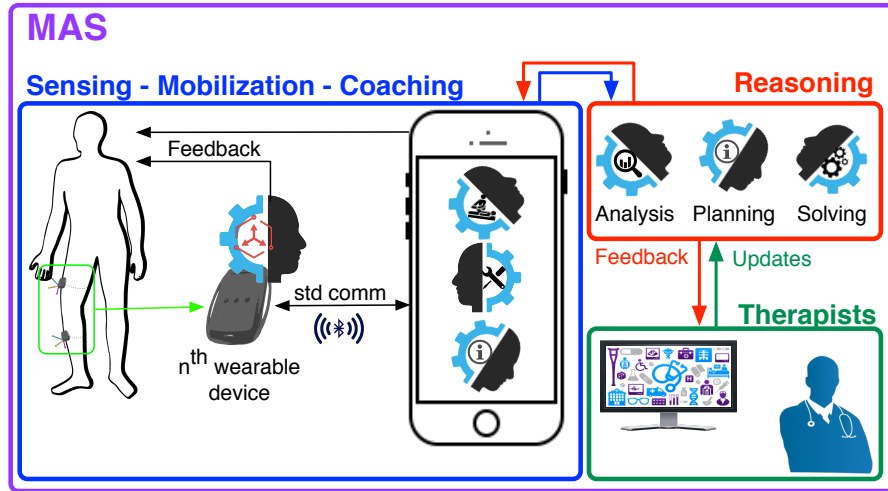 MAS
Sensing - Mobilization - Coaching
Reasoning
Feedback
Analysis
Planning
Solving
Feedback
Updates
std comm
nth wearable
device
Therapists